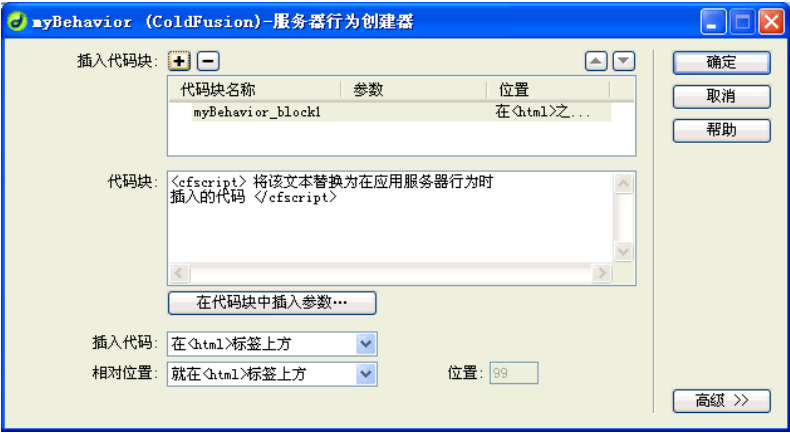 myBehavior (ColdFusion)-服务器行为创建器
插入代码块:
代码块名称 参数 位置
myBehavior_block1 在<html>之...
代码块: <cfscript> 将该文本替换为在应用服务器行为时
插入的代码 </cfscript>
在代码块中插入参数…
插入代码: 在<html>标签上方
相对位置: 就在<html>标签上方 位置: 99
确定
取消
帮助
高级 >>